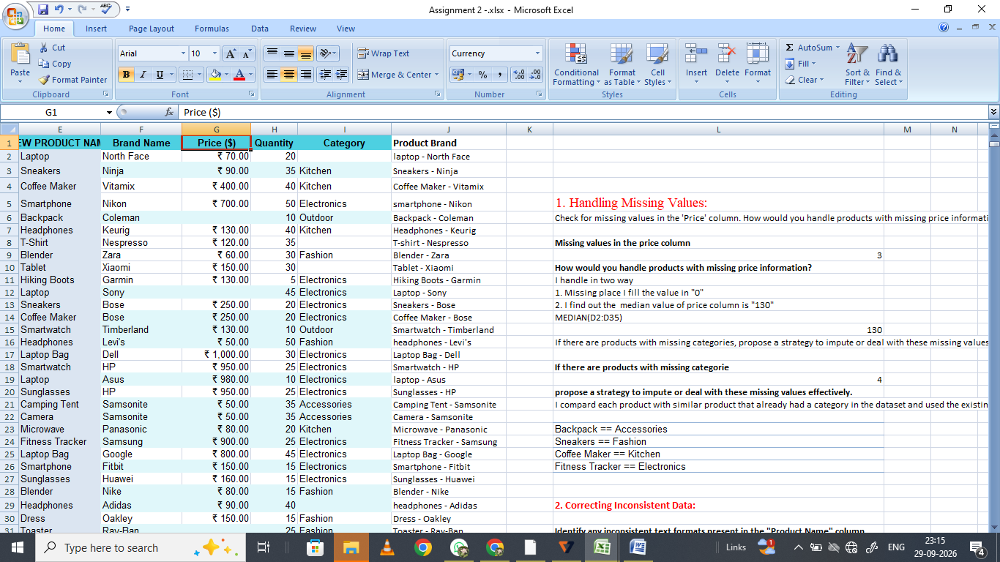 Assignment 2 -.xlsx - Microsoft Excel
Home Insert Page Layout Formulas Data Review View
Paste Cut Copy Format Painter Clipboard
Arial 10 B I U A A A Font
Wrap Text Merge & Center Alignment
Currency % , .00 .0 Number
Conditional Formatting Format as Table Cell Styles Styles
Insert Delete Format Cells
Σ AutoSum Fill Clear Sort & Filter Find & Select Editing
G1 fx Price ($)
E F G H I J K L M N
1 EW PRODUCT NAM Brand Name Price ($) Quantity Category Product Brand
2 Laptop North Face ₹ 70.00 20 laptop - North Face
3 Sneakers Ninja ₹ 90.00 35 Kitchen Sneakers - Ninja
4 Coffee Maker Vitamix ₹ 400.00 40 Kitchen Coffee Maker - Vitamix
5 Smartphone Nikon ₹ 700.00 50 Electronics smartphone - Nikon 1. Handling Missing Values:
6 Backpack Coleman 10 Outdoor Backpack - Coleman Check for missing values in the 'Price' column. How would you handle products with missing price informati
7 Headphones Keurig ₹ 130.00 40 Kitchen Headphones - Keurig
8 T-Shirt Nespresso ₹ 120.00 35 T-shirt - Nespresso Missing values in the price column
9 Blender Zara ₹ 60.00 30 Fashion Blender - Zara 3
10 Tablet Xiaomi ₹ 150.00 30 Tablet - Xiaomi How would you handle products with missing price information?
11 Hiking Boots Garmin ₹ 130.00 5 Electronics Hiking Boots - Garmin I handle in two way
12 Laptop Sony 45 Electronics Laptop - Sony 1. Missing place I fill the value in "0"
13 Sneakers Bose ₹ 250.00 20 Electronics Sneakers - Bose 2. I find out the median value of price column is "130"
14 Coffee Maker Bose ₹ 250.00 20 Electronics Coffee Maker - Bose MEDIAN(D2:D35)
15 Smartwatch Timberland ₹ 130.00 10 Outdoor Smartwatch - Timberland 130
16 Headphones Levi's ₹ 50.00 50 Fashion headphones - Levi's If there are products with missing categories, propose a strategy to impute or deal with these missing values
17 Laptop Bag Dell ₹ 1,000.00 30 Electronics Laptop Bag - Dell
18 Smartwatch HP ₹ 950.00 25 Electronics Smartwatch - HP If there are products with missing categorie
19 Laptop Asus ₹ 980.00 10 Electronics laptop - Asus 4
20 Sunglasses HP ₹ 950.00 25 Electronics Sunglasses - HP propose a strategy to impute or deal with these missing values effectively.
21 Camping Tent Samsonite ₹ 50.00 35 Accessories Camping Tent - Samsonite I compard each product with similar product that already had a category in the dataset and used the existin
22 Camera Samsonite ₹ 50.00 35 Accessories Camera - Samsonite
23 Microwave Panasonic ₹ 80.00 20 Kitchen Microwave - Panasonic Backpack == Accessories
24 Fitness Tracker Samsung ₹ 900.00 25 Electronics Fitness Tracker - Samsung Sneakers == Fashion
25 Laptop Bag Google ₹ 800.00 45 Electronics Laptop Bag - Google Coffee Maker == Kitchen
26 Smartphone Fitbit ₹ 150.00 15 Electronics Smartphone - Fitbit Fitness Tracker == Electronics
27 Sunglasses Huawei ₹ 160.00 15 Electronics Sunglasses - Huawei
28 Blender Nike ₹ 80.00 15 Fashion Blender - Nike
29 Headphones Adidas ₹ 90.00 40 headphones - Adidas 2. Correcting Inconsistent Data:
30 Dress Oakley ₹ 150.00 15 Fashion Dress - Oakley
31 Toaster Ray-Ban 25 Fashion Toaster - Ray-Ban Identify any inconsistent text formats present in the "Product Name" column
Type here to search Links 1 ENG 23:15 4
29-09-2026